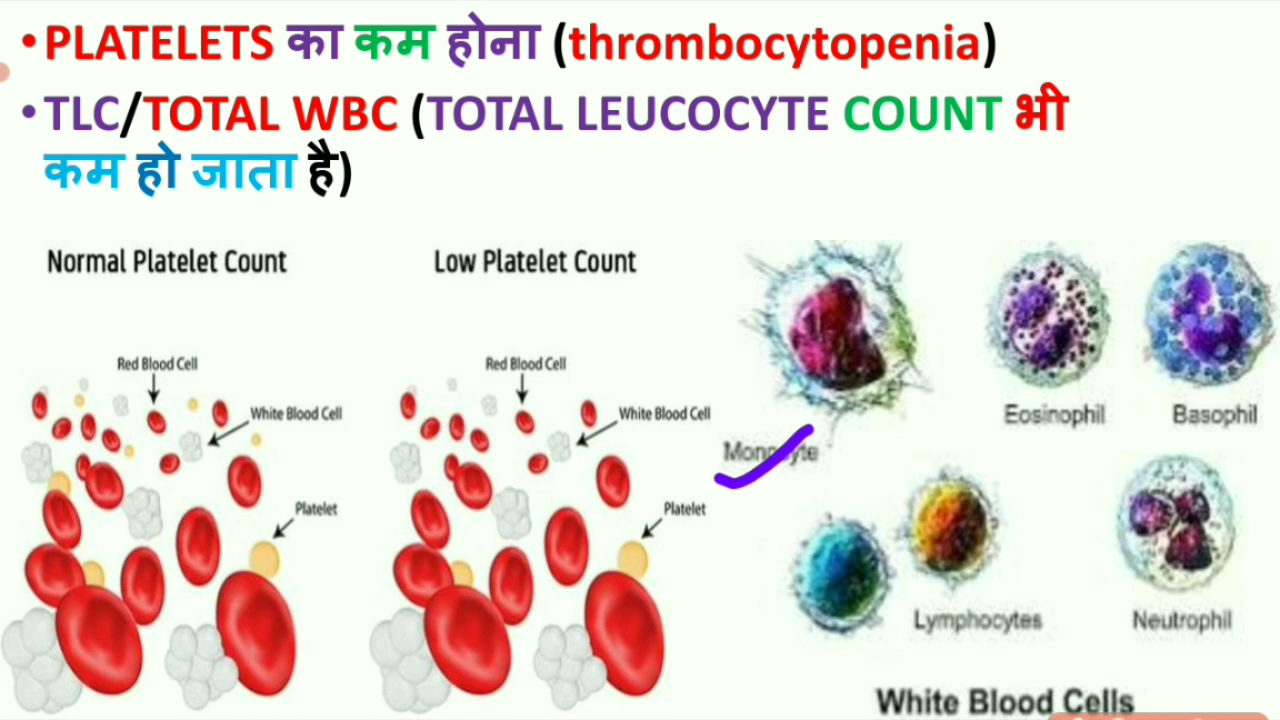 •PLATELETS का कम होना (thrombocytopenia)
•TLC/TOTAL WBC (TOTAL LEUCOCYTE COUNT भी
कम हो जाता है)
Normal Platelet Count
Red Blood Cell
White Blood Cell
Platelet
Low Platelet Count
Red Blood Cell
White Blood Cell
Platelet
Monocyte
Eosinophil
Basophil
Lymphocytes
Neutrophil
White Blood Cells